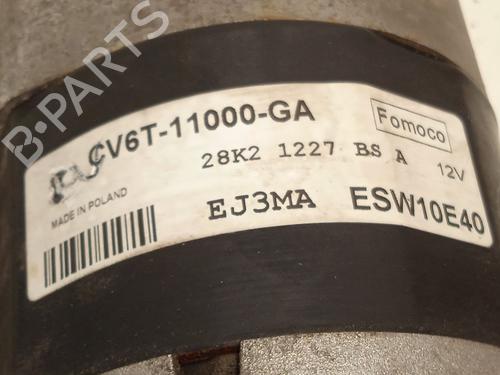 B-PARTS
CV6T-11000-GA
Fomoco
28K2 1227 BS A
12V
MADE IN POLAND
EJ3MA
ESW10E40